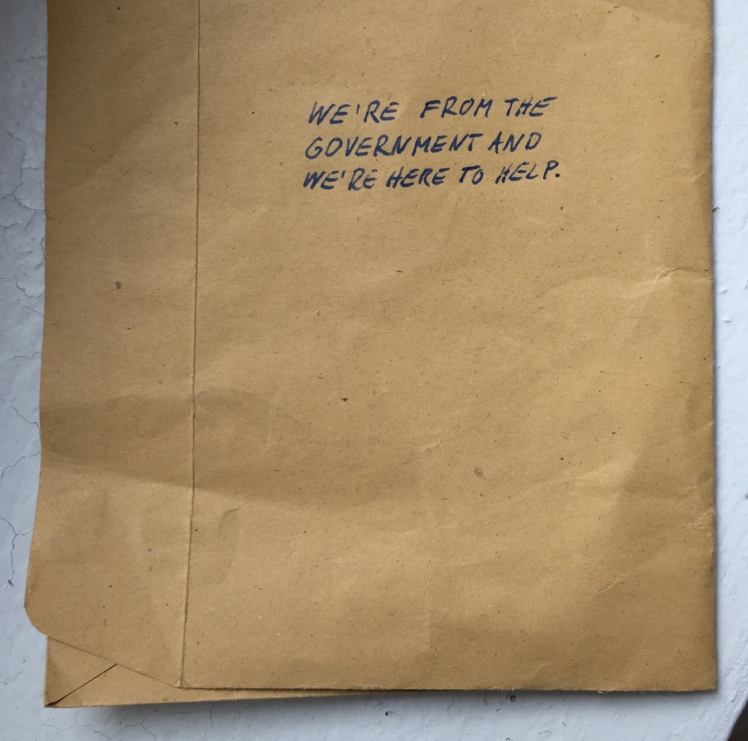 WE'RE FROM THE
GOVERNMENT AND
WE'RE HERE TO HELP.